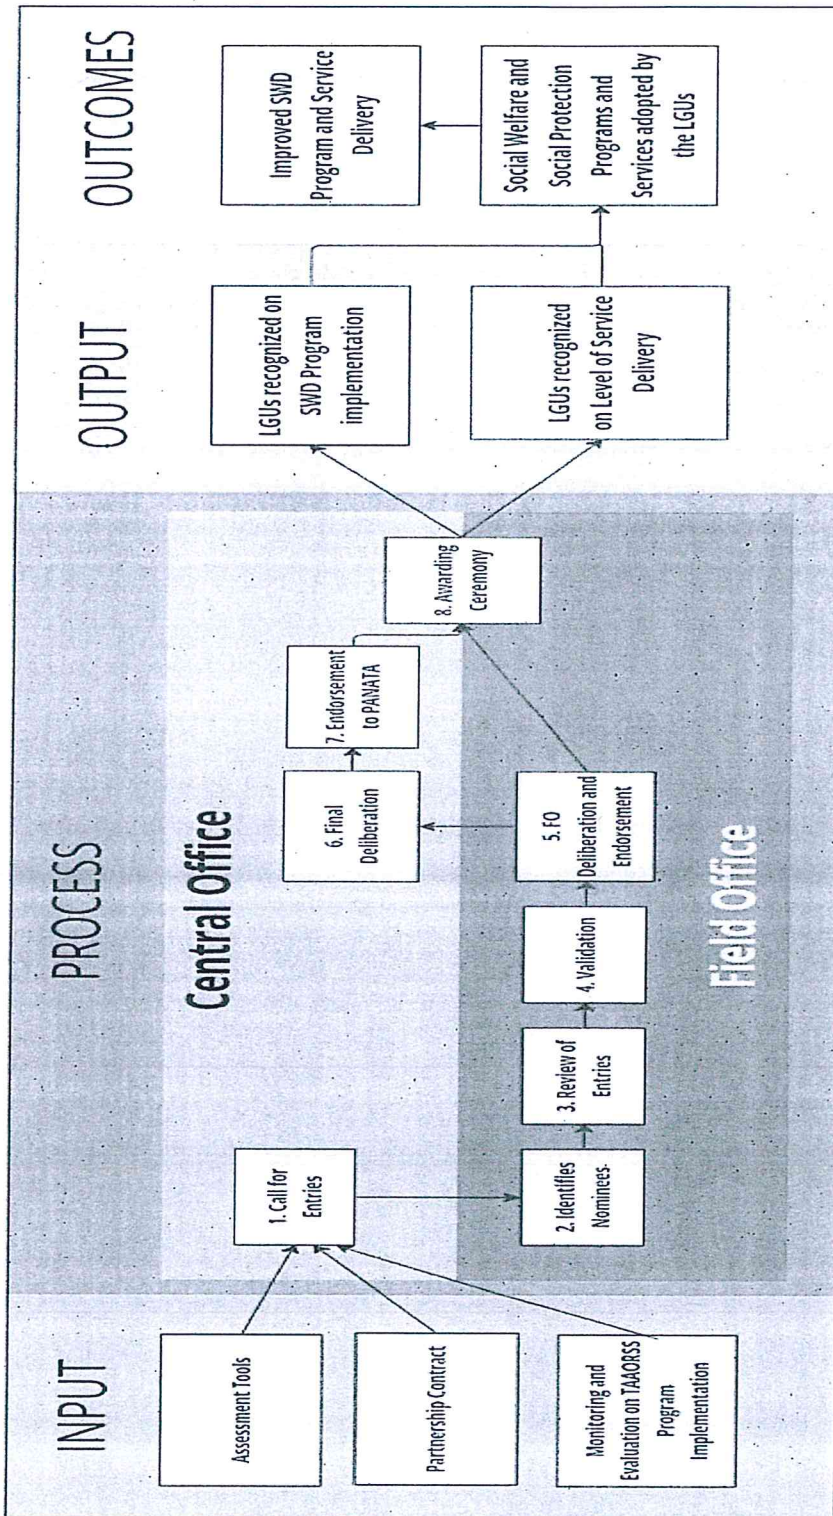 INPUT
PROCESS
OUTPUT
OUTCOMES
Assessment Tools
Partnership Contract
Monitoring and
Evaluation on TAAORSS
Program
Implementation
Central Office
1. Call for
Entries
2. Identifies
Nominees
3. Review of
Entries
4. Validation
5. FO
Deliberation and
Endorsement
6. Final
Deliberation
7. Endorsement
to PANATA
8. Awarding
Ceremony
Field Office
LGUs recognized on
SWD Program
implementation
LGUs recognized
on Level of Service
Delivery
Improved SWD
Program and Service
Delivery
Social Welfare and
Social Protection
Programs and
Services adopted by
the LGUs